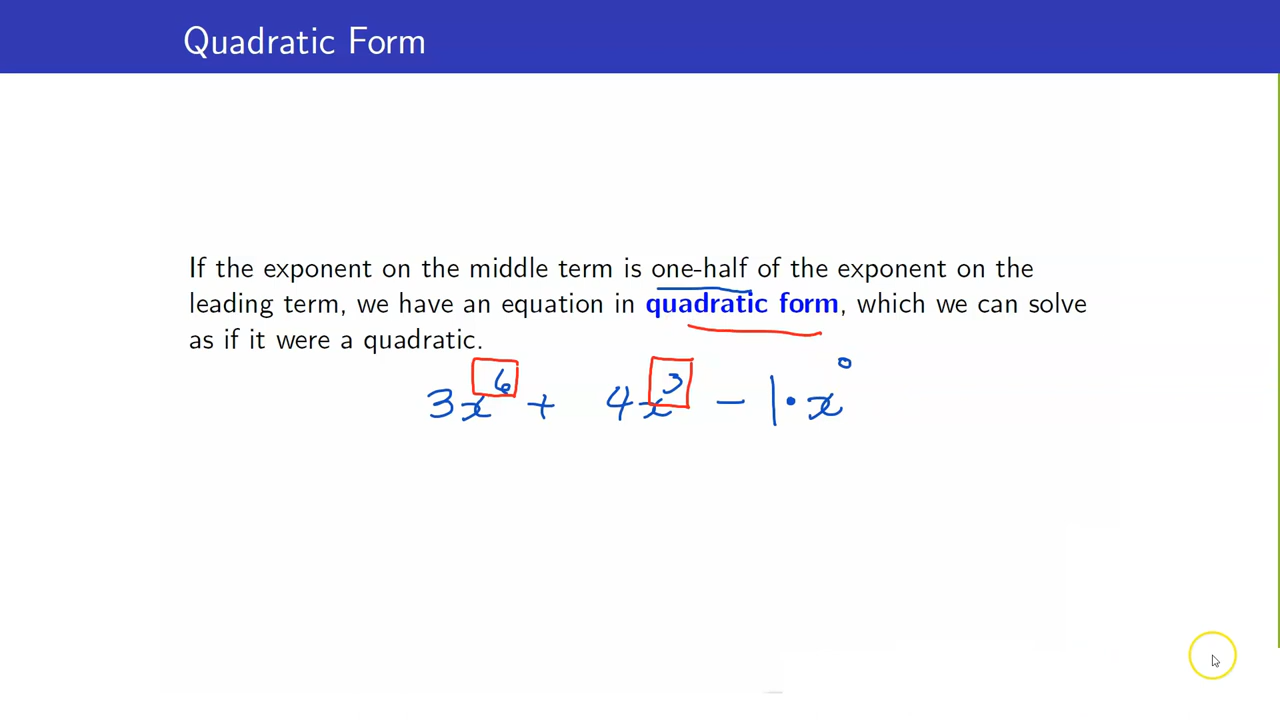 Quadratic Form
If the exponent on the middle term is one-half of the exponent on the
leading term, we have an equation in quadratic form, which we can solve
as if it were a quadratic.
3x⁶ + 4x³ − 1·x⁰